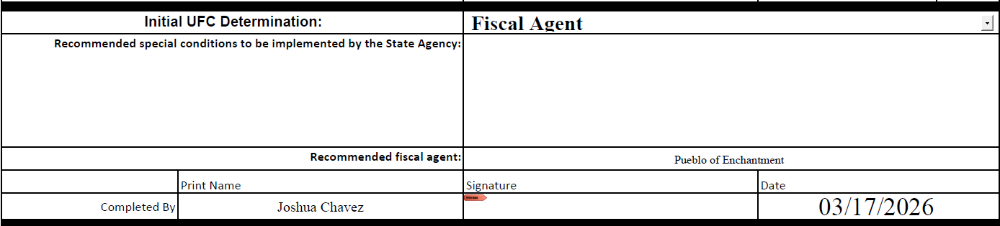 Initial UFC Determination: Fiscal Agent
Recommended special conditions to be implemented by the State Agency:
Recommended fiscal agent: Pueblo of Enchantment
Print Name Signature Date
Completed By Joshua Chavez 03/17/2026